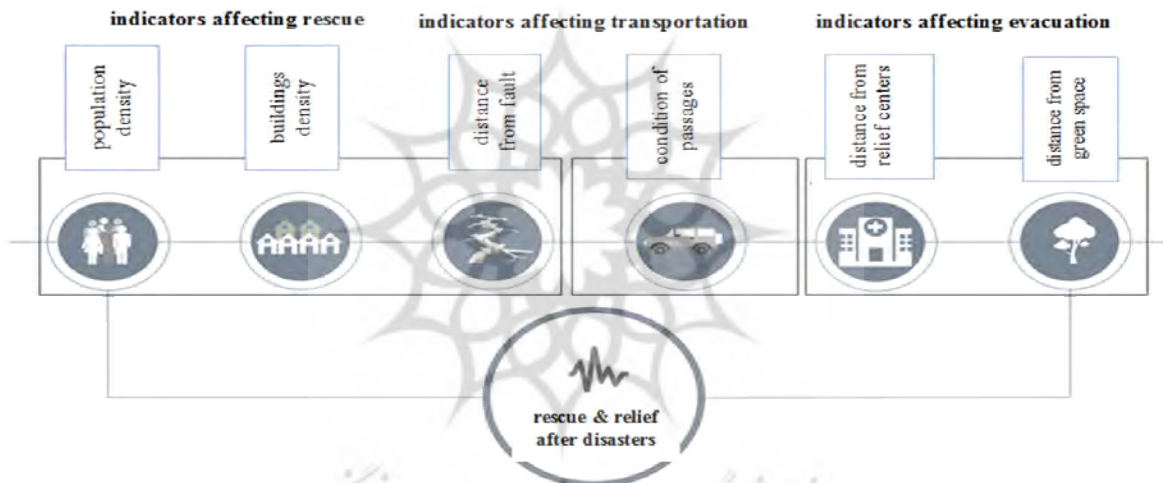 indicators affecting rescue
indicators affecting transportation
indicators affecting evacuation
population
density
buildings
density
distance
from fault
condition of
passages
distance from
relief centers
distance from
green space
rescue & relief
after disasters